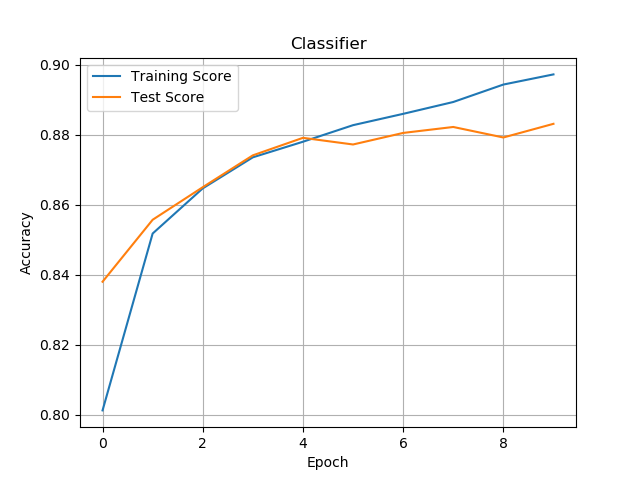 Classifier
Training Score
Test Score
Accuracy
0.90
0.88
0.86
0.84
0.82
0.80
0 2 4 6 8
Epoch